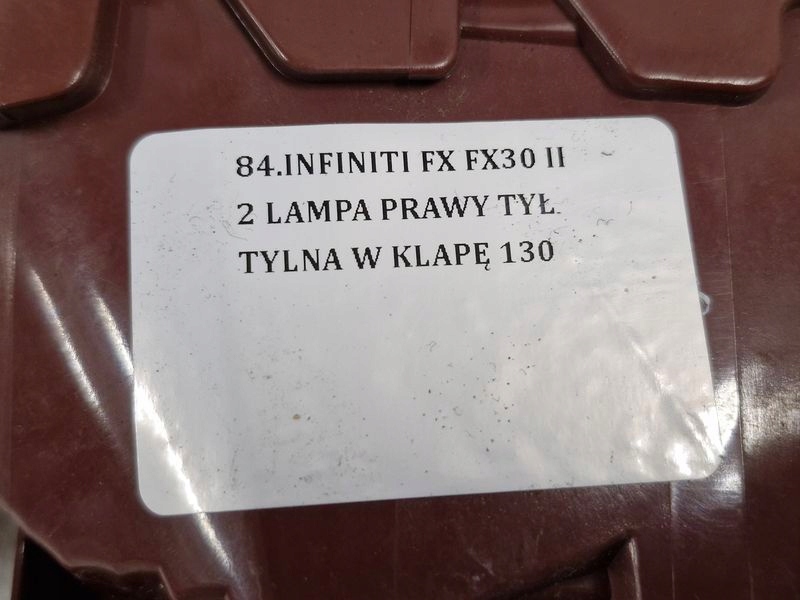 84.INFINITI FX FX30 II
2 LAMPA PRAWY TYŁ
TYLNA W KLAPĘ 130